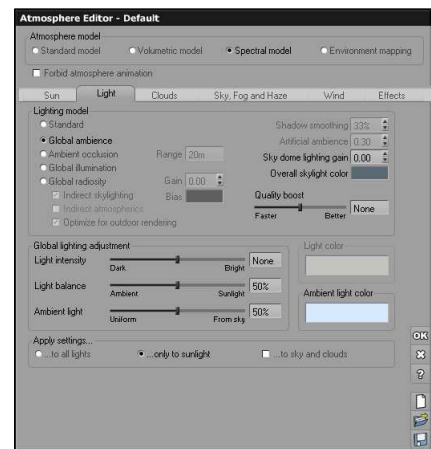 Atmosphere Editor - Default
Atmosphere model
Standard model Volumetric model Spectral model Environment mapping
Forbid atmosphere animation
Sun Light Clouds Sky, Fog and Haze Wind Effects
Lighting model
Standard Shadow smoothing 33%
Global ambience Artificial ambience 0.30
Ambient occlusion Range 20m Sky dome lighting gain 0.00
Global illumination Overall skylight color
Global radiosity Gain 0.00
Indirect skylighting Bias Quality boost
Indirect atmospherics None
Optimize for outdoor rendering Faster Better
Global lighting adjustment Light color
Light intensity None
Dark Bright
Light balance 50%
Ambient Sunlight Ambient light color
Ambient light 50%
Uniform From sky
Apply settings...
...to all lights ...only to sunlight ...to sky and clouds
OK